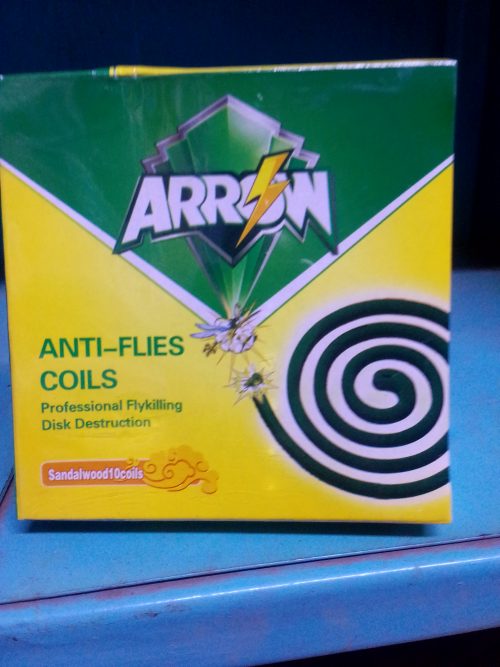 ARROW
ANTI-FLIES
COILS
Professional Flykilling
Disk Destruction
Sandalwood10coils